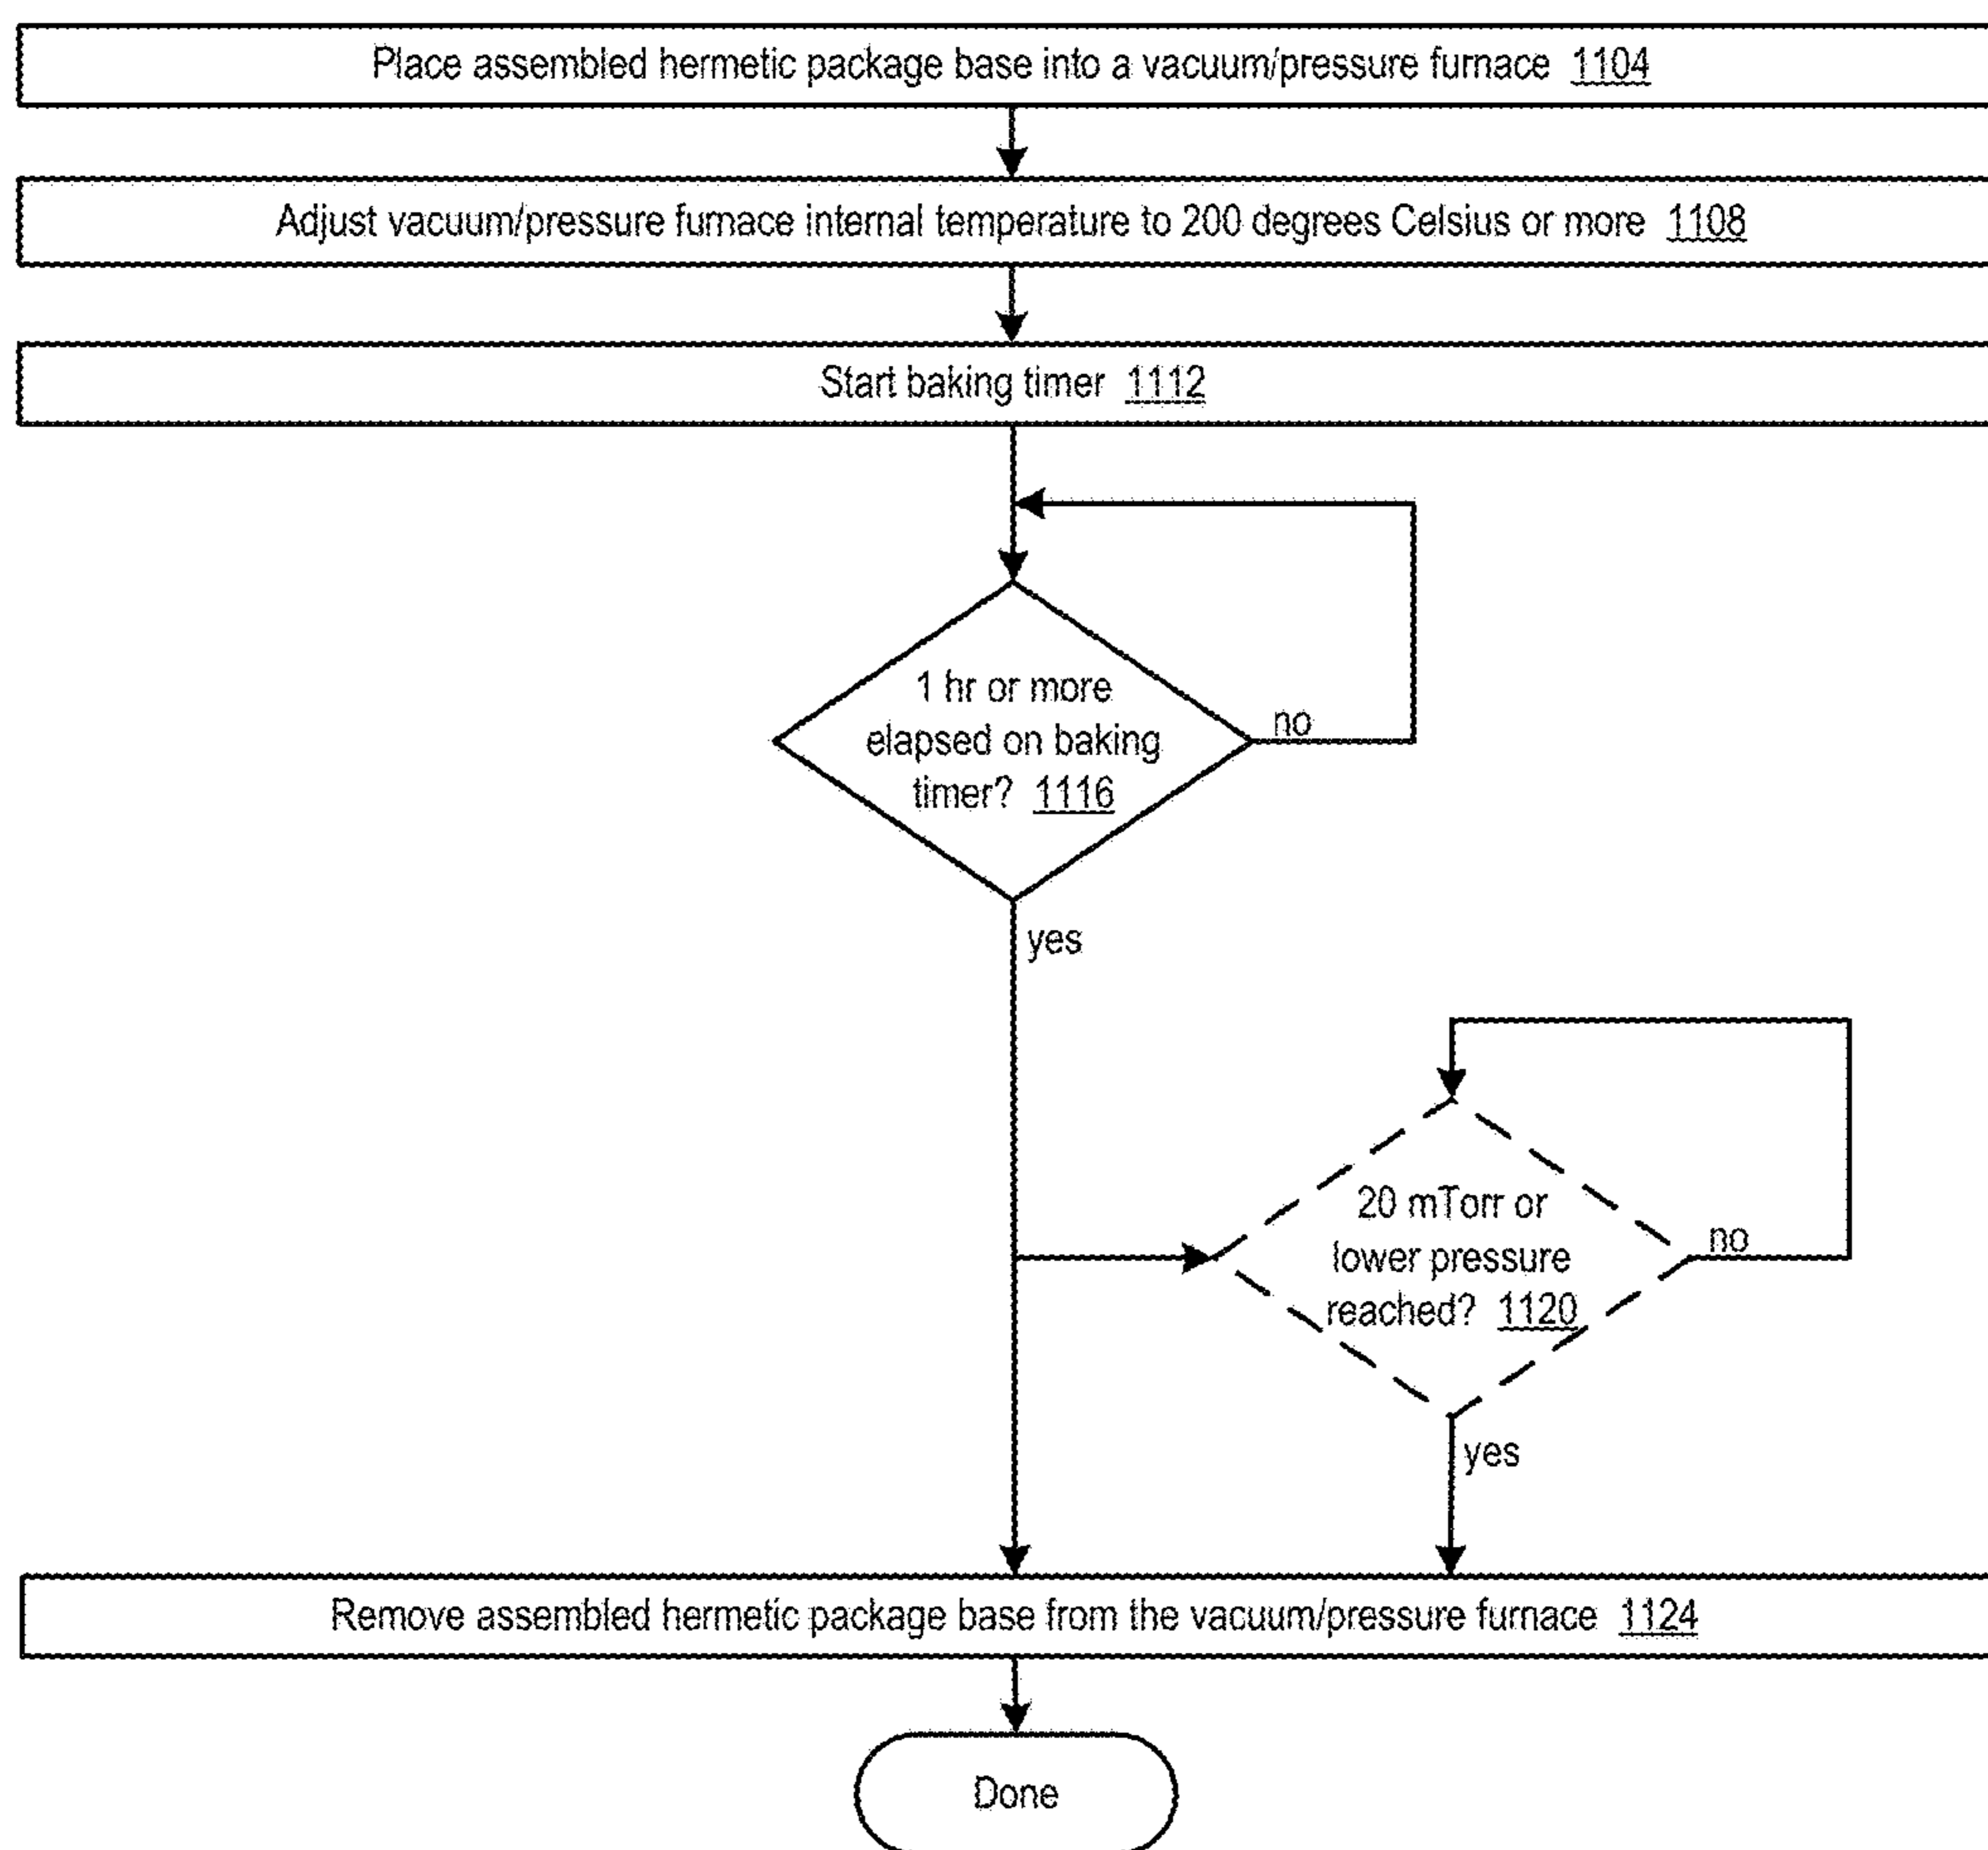 Place assembled hermetic package base into a vacuum/pressure furnace 1104
Adjust vacuum/pressure furnace internal temperature to 200 degrees Celsius or more 1108
Start baking timer 1112
1 hr or more
elapsed on baking
timer? 1116
no
yes
20 mTorr or
lower pressure
reached? 1120
no
yes
Remove assembled hermetic package base from the vacuum/pressure furnace 1124
Done